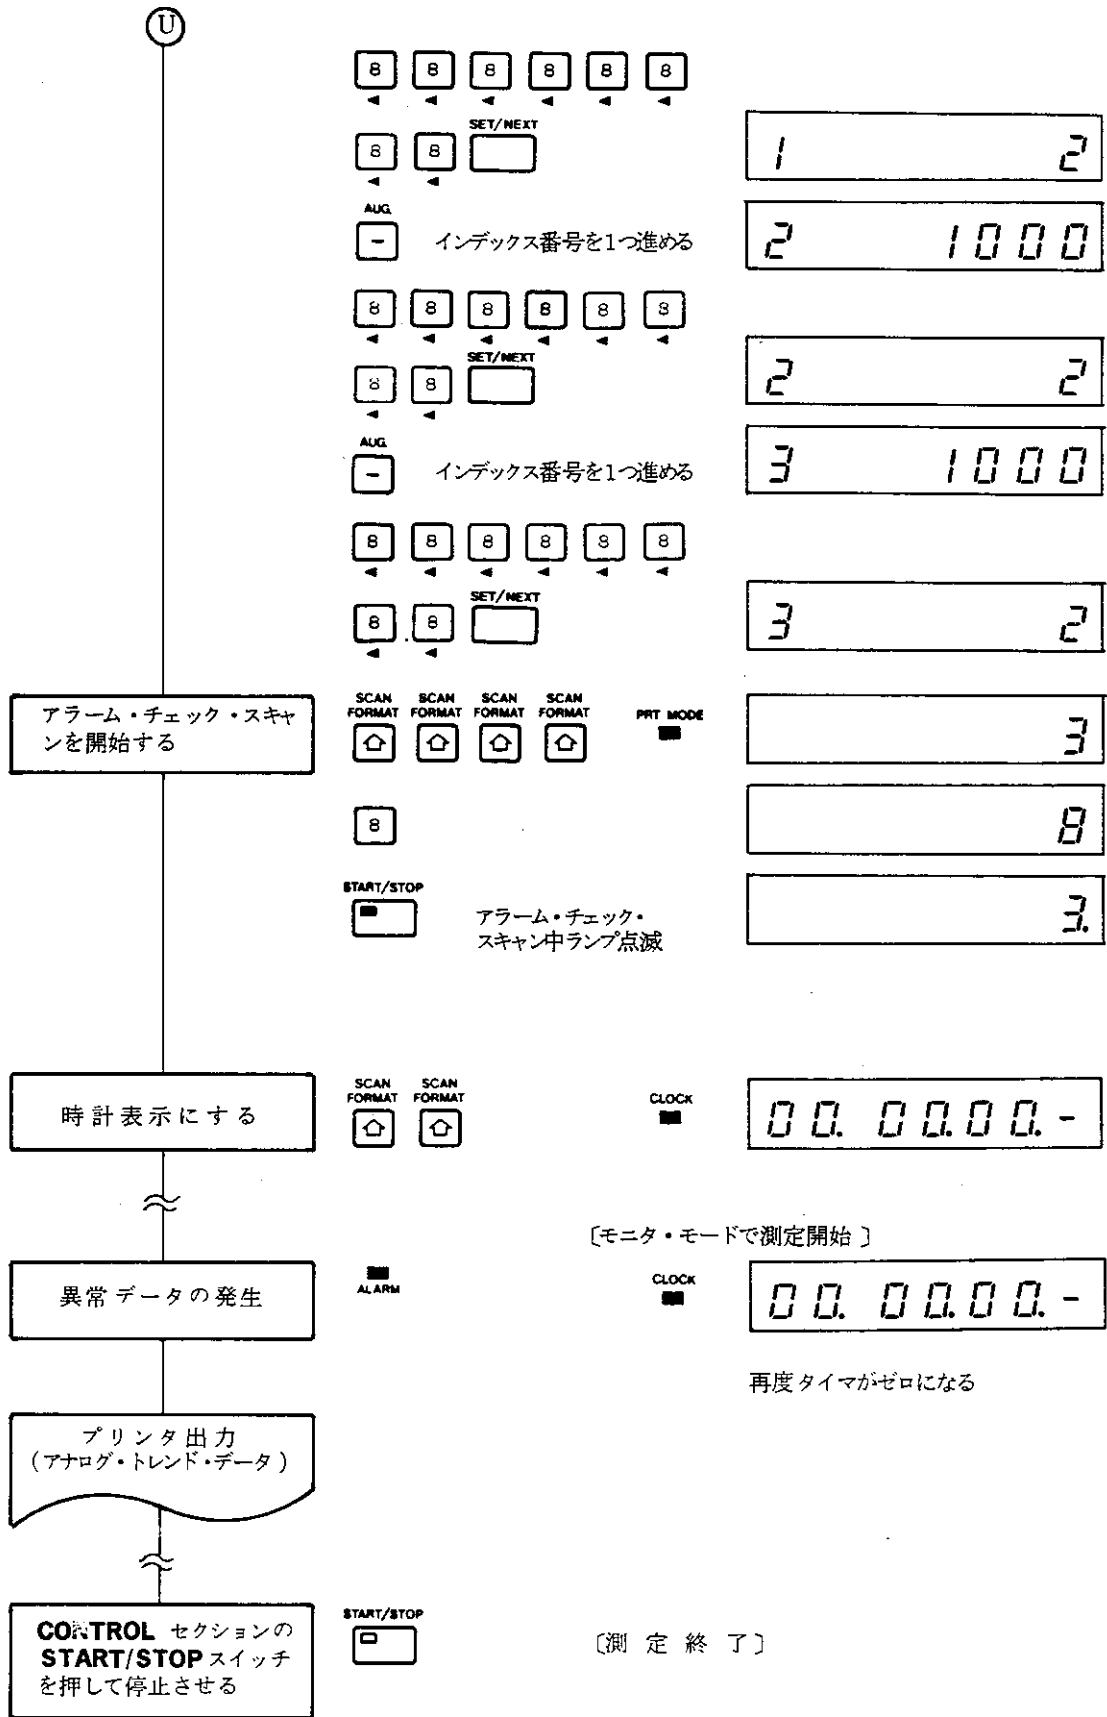 U
8 8 8 8 8 8
SET/NEXT
8 8
1 2
AUG.
- インデックス番号を1つ進める
2 1000
8 8 8 8 8 8
SET/NEXT
8 8
2 2
AUG.
- インデックス番号を1つ進める
3 1000
8 8 8 8 8 8
SET/NEXT
8 8
3 2
アラーム・チェック・スキャ
ンを開始する
SCAN SCAN SCAN SCAN
FORMAT FORMAT FORMAT FORMAT
PRT MODE
3
8
8
START/STOP
アラーム・チェック・
スキャン中ランプ点滅
3.
時計表示にする
SCAN SCAN
FORMAT FORMAT
CLOCK
00. 00.00.-
〔モニタ・モードで測定開始〕
異常データの発生
ALARM
CLOCK
00. 00.00.-
再度タイマがゼロになる
プリンタ出力
(アナログ・トレンド・データ)
CONTROL セクションの
START/STOP スイッチ
を押して停止させる
START/STOP
〔測定終了〕